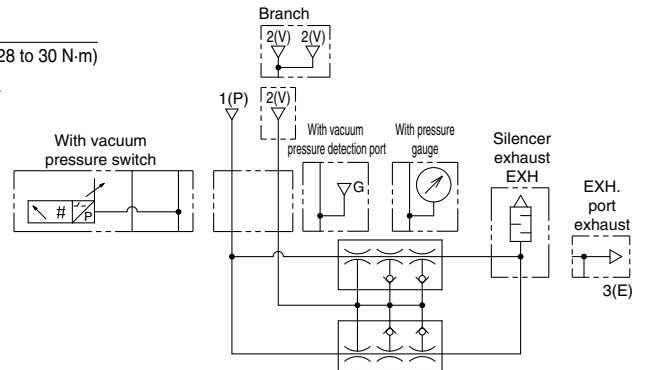 Branch
28 to 30 N·m)
2(V) 2(V)
1(P)
2(V)
With vacuum
pressure switch
With vacuum
pressure detection port
With pressure
gauge
Silencer
exhaust
EXH
EXH.
port
exhaust
G
#
P
3(E)